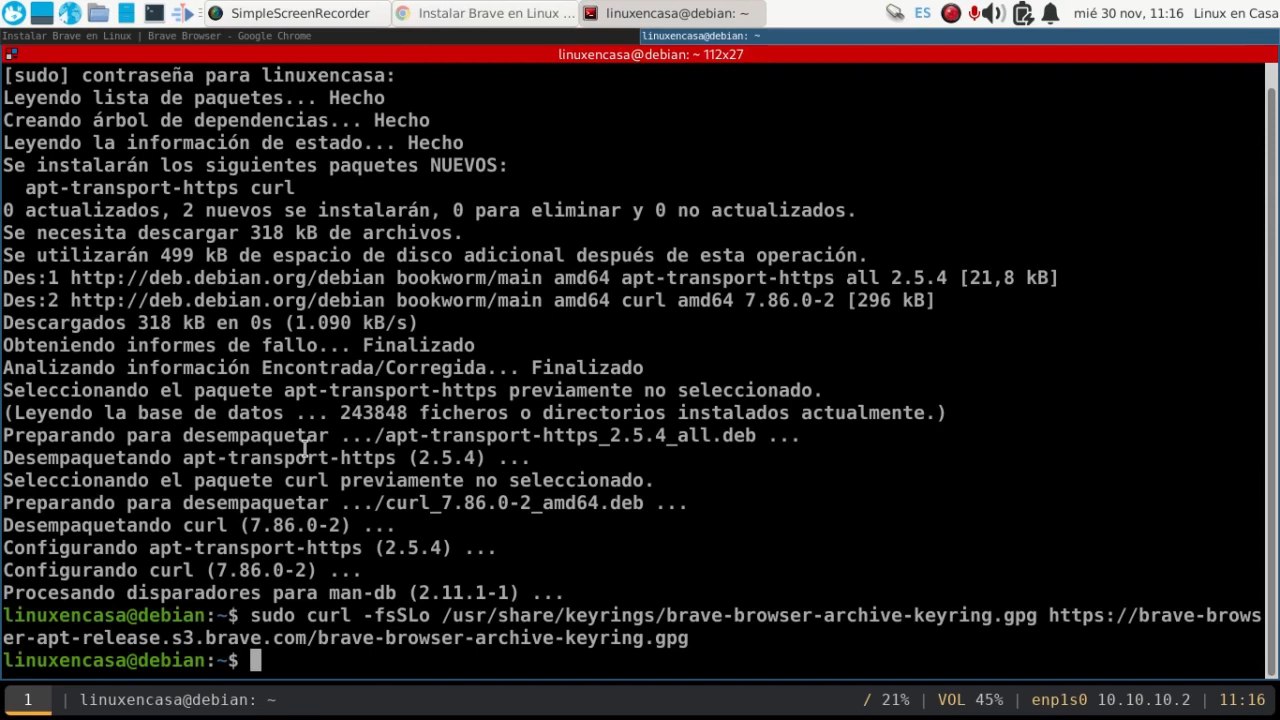 SimpleScreenRecorder
Instalar Brave en Linux ...
linuxencasa@debian: ~
ES
mié 30 nov, 11:16
Linux en Casa
Instalar Brave en Linux | Brave Browser - Google Chrome
linuxencasa@debian: ~
linuxencasa@debian: ~ 112x27
[sudo] contraseña para linuxencasa:
Leyendo lista de paquetes... Hecho
Creando árbol de dependencias... Hecho
Leyendo la información de estado... Hecho
Se instalarán los siguientes paquetes NUEVOS:
  apt-transport-https curl
0 actualizados, 2 nuevos se instalarán, 0 para eliminar y 0 no actualizados.
Se necesita descargar 318 kB de archivos.
Se utilizarán 499 kB de espacio de disco adicional después de esta operación.
Des:1 http://deb.debian.org/debian bookworm/main amd64 apt-transport-https all 2.5.4 [21,8 kB]
Des:2 http://deb.debian.org/debian bookworm/main amd64 curl amd64 7.86.0-2 [296 kB]
Descargados 318 kB en 0s (1.090 kB/s)
Obteniendo informes de fallo... Finalizado
Analizando información Encontrada/Corregida... Finalizado
Seleccionando el paquete apt-transport-https previamente no seleccionado.
(Leyendo la base de datos ... 243848 ficheros o directorios instalados actualmente.)
Preparando para desempaquetar .../apt-transport-https_2.5.4_all.deb ...
Desempaquetando apt-transport-https (2.5.4) ...
Seleccionando el paquete curl previamente no seleccionado.
Preparando para desempaquetar .../curl_7.86.0-2_amd64.deb ...
Desempaquetando curl (7.86.0-2) ...
Configurando apt-transport-https (2.5.4) ...
Configurando curl (7.86.0-2) ...
Procesando disparadores para man-db (2.11.1-1) ...
linuxencasa@debian:~$ sudo curl -fsSLo /usr/share/keyrings/brave-browser-archive-keyring.gpg https://brave-brows
er-apt-release.s3.brave.com/brave-browser-archive-keyring.gpg
linuxencasa@debian:~$
1 | linuxencasa@debian: ~
/ 21% | VOL 45% | enp1s0 10.10.10.2 | 11:16